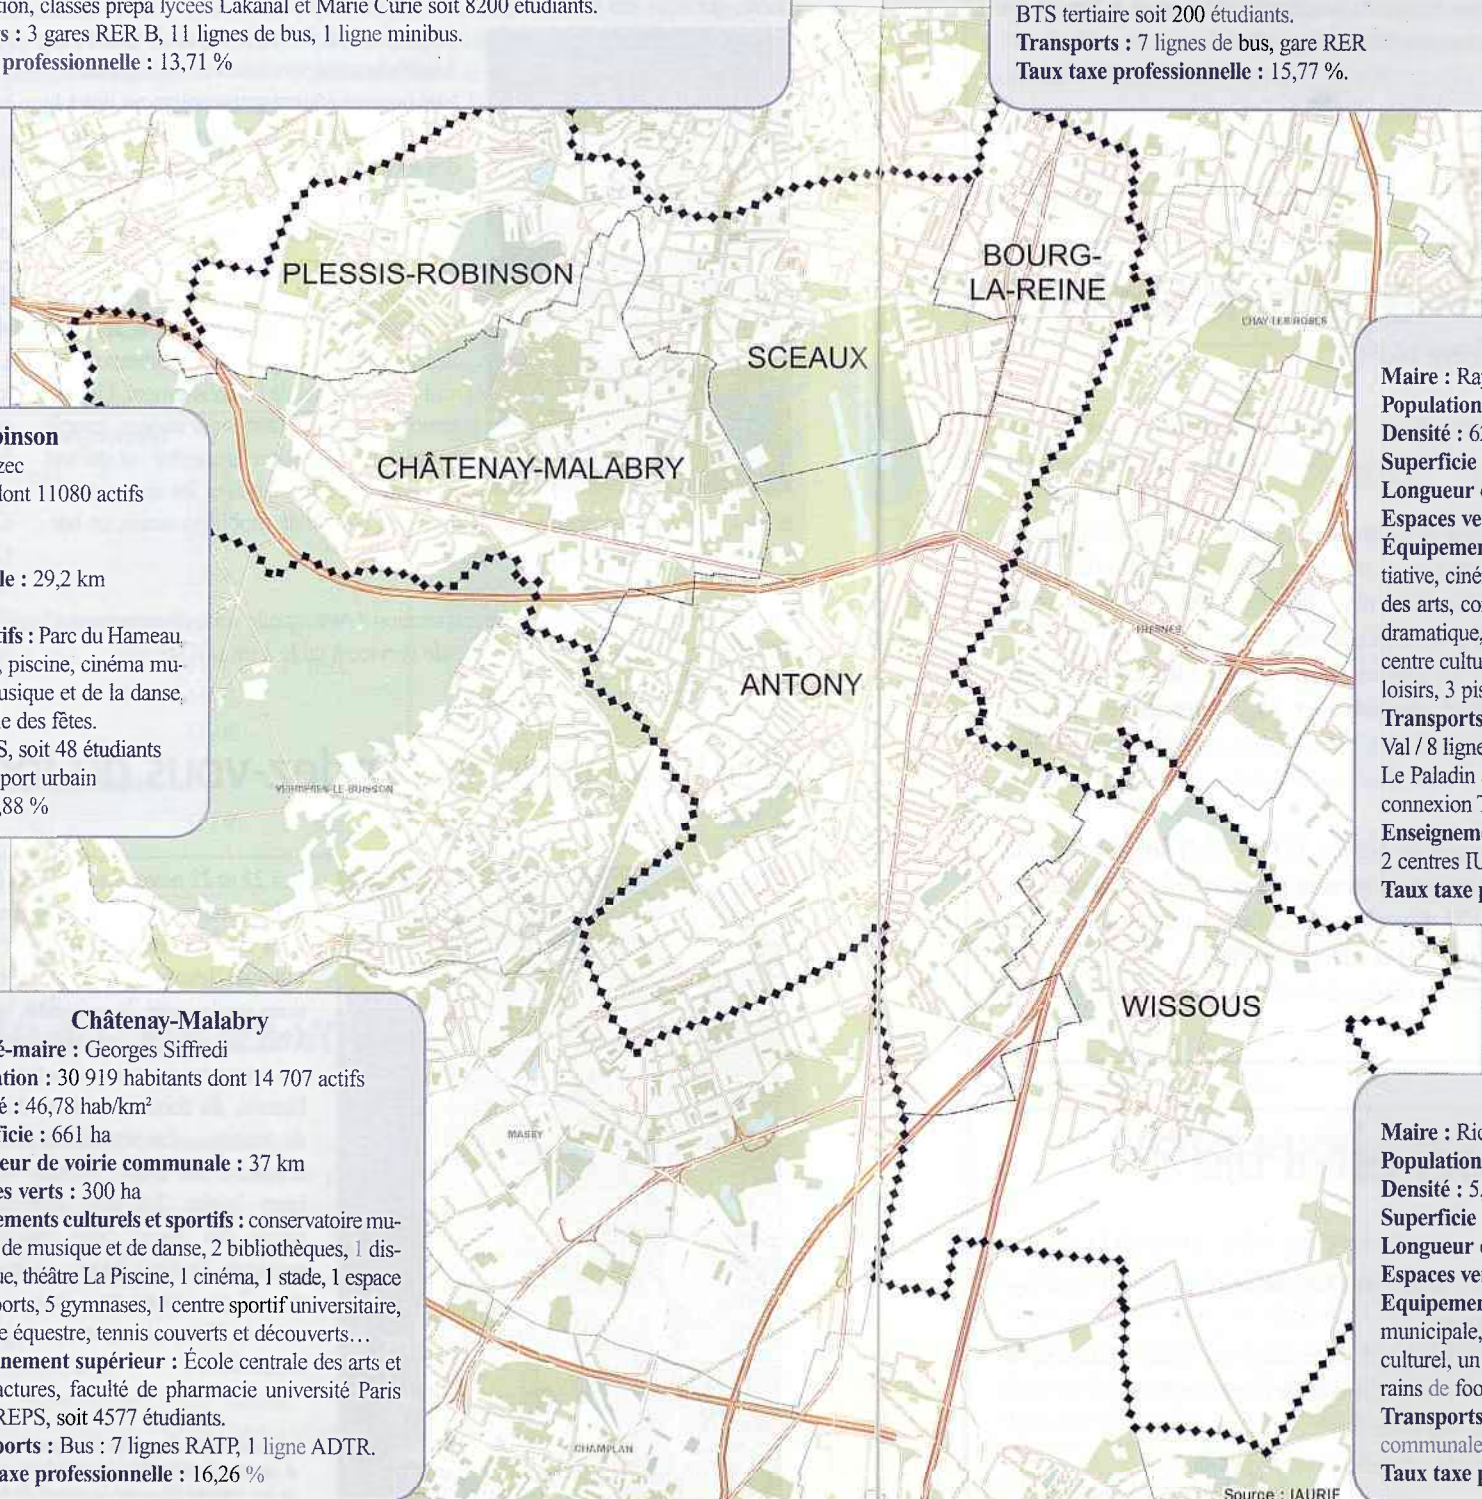 tion, classes prépa lycées Lakanal et Marie Curie soit 8200 étudiants.
s : 3 gares RER B, 11 lignes de bus, 1 ligne minibus.
professionnelle : 13,71 %
BTS tertiaire soit 200 étudiants.
Transports : 7 lignes de bus, gare RER
Taux taxe professionnelle : 15,77 %.
PLESSIS-ROBINSON
BOURG-
LA-REINE
SCEAUX
CHÂTENAY-MALABRY
ANTONY
WISSOUS
FRESNES
VERRIERES-LE-BUISSON
MASSY
CHAMPLAN
binson
zec
dont 11080 actifs
le : 29,2 km
tifs : Parc du Hameau,
, piscine, cinéma mu-
usique et de la danse,
e des fêtes.
S, soit 48 étudiants
port urbain
,88 %
Châtenay-Malabry
é-maire : Georges Siffredi
ation : 30 919 habitants dont 14 707 actifs
é : 46,78 hab/km²
icie : 661 ha
eur de voirie communale : 37 km
es verts : 300 ha
ements culturels et sportifs : conservatoire mu-
de musique et de danse, 2 bibliothèques, 1 dis-
ue, théâtre La Piscine, 1 cinéma, 1 stade, 1 espace
ports, 5 gymnases, 1 centre sportif universitaire,
e équestre, tennis couverts et découverts…
nement supérieur : École centrale des arts et
actures, faculté de pharmacie université Paris
REPS, soit 4577 étudiants.
ports : Bus : 7 lignes RATP, 1 ligne ADTR.
axe professionnelle : 16,26 %
Maire : Ra
Population
Densité : 6
Superficie
Longueur
Espaces ve
Équipemen
tiative, ciné
des arts, co
dramatique,
centre cultu
loisirs, 3 pis
Transports
Val / 8 ligne
Le Paladin
connexion T
Enseignem
2 centres IU
Taux taxe p
Maire : Ric
Population
Densité : 5
Superficie
Longueur
Espaces ve
Equipemen
municipale,
culturel, un
rains de foo
Transports
communale
Taux taxe p
Source : IAURIF